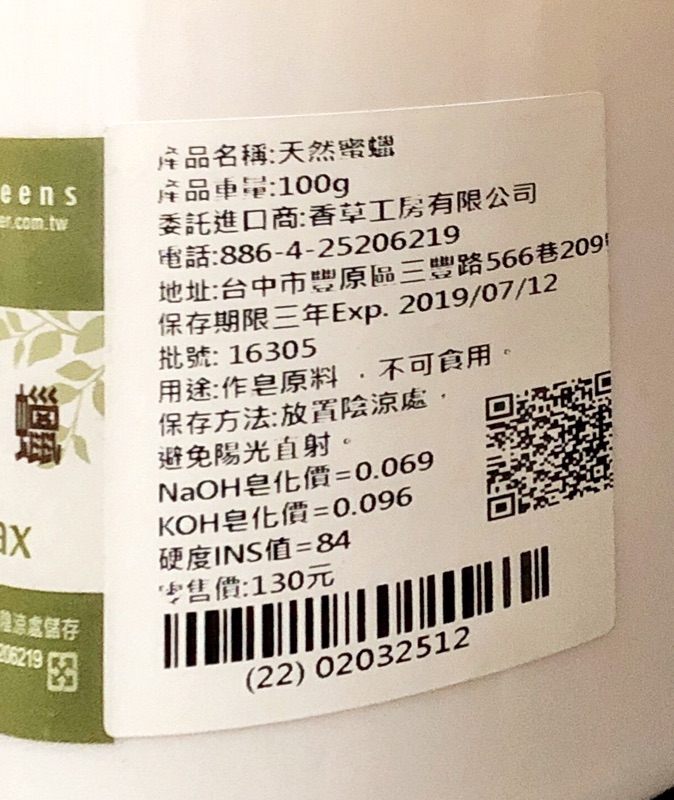 eens
er.com.tw
蠟
ax
陰涼處儲存
206219
產品名稱:天然蜜蠟
產品重量:100g
委託進口商:香草工房有限公司
電話:886-4-25206219
地址:台中市豐原區三豐路566巷209
保存期限三年Exp. 2019/07/12
批號: 16305
用途:作皂原料，不可食用。
保存方法:放置陰涼處，
避免陽光直射。
NaOH皂化價=0.069
KOH皂化價=0.096
硬度INS值=84
零售價:130元
(22) 02032512